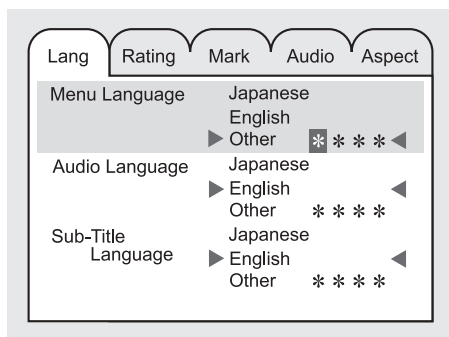 Lang Rating Mark Audio Aspect
Menu Language Japanese
English
Other * * * *
Audio Language Japanese
English
Other * * * *
Sub-Title Japanese
Language English
Other * * * *